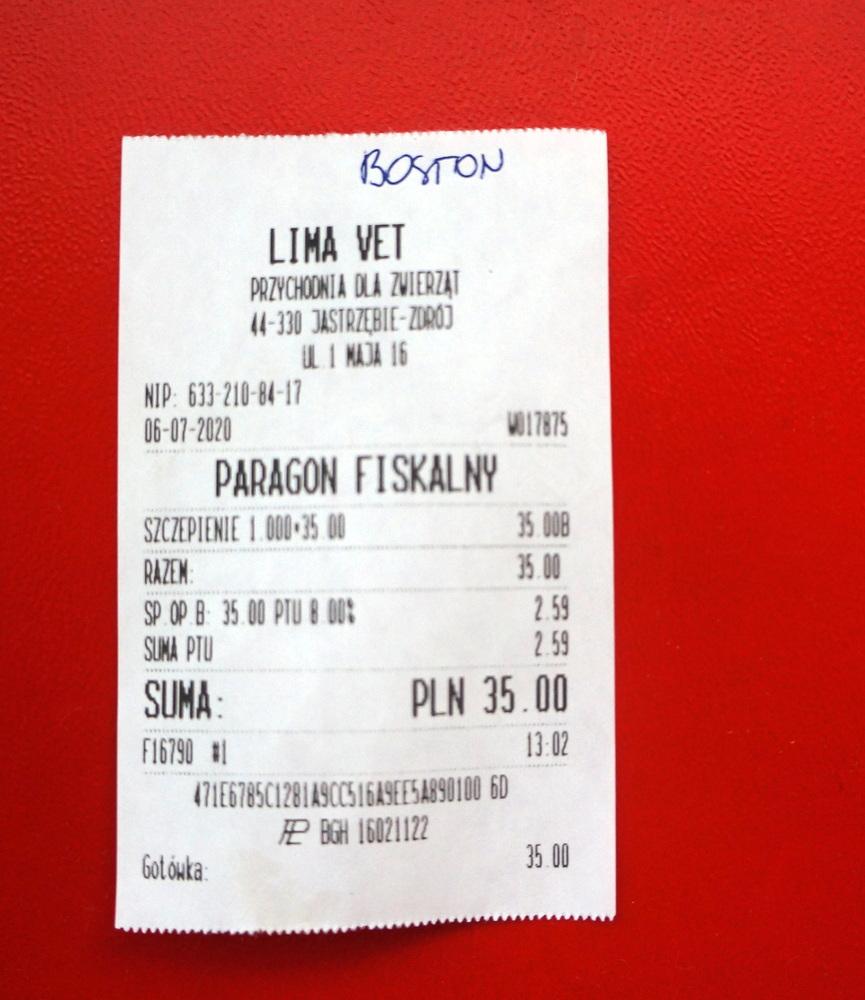 BOSTON
LIMA VET
PRZYCHODNIA DLA ZWIERZĄT
44-330 JASTRZĘBIE-ZDRÓJ
UL.1 MAJA 16
NIP: 633-210-84-17
06-07-2020 W017875
PARAGON FISKALNY
SZCZEPIENIE 1.000*35.00 35.00B
RAZEM: 35.00
SP.OP.B: 35.00 PTU 8.00% 2.59
SUMA PTU 2.59
SUMA: PLN 35.00
F16790 #1 13:02
471E6785C1281A9CC516A9EE5A890100 6D
BGH 16021122
Gotówka: 35.00